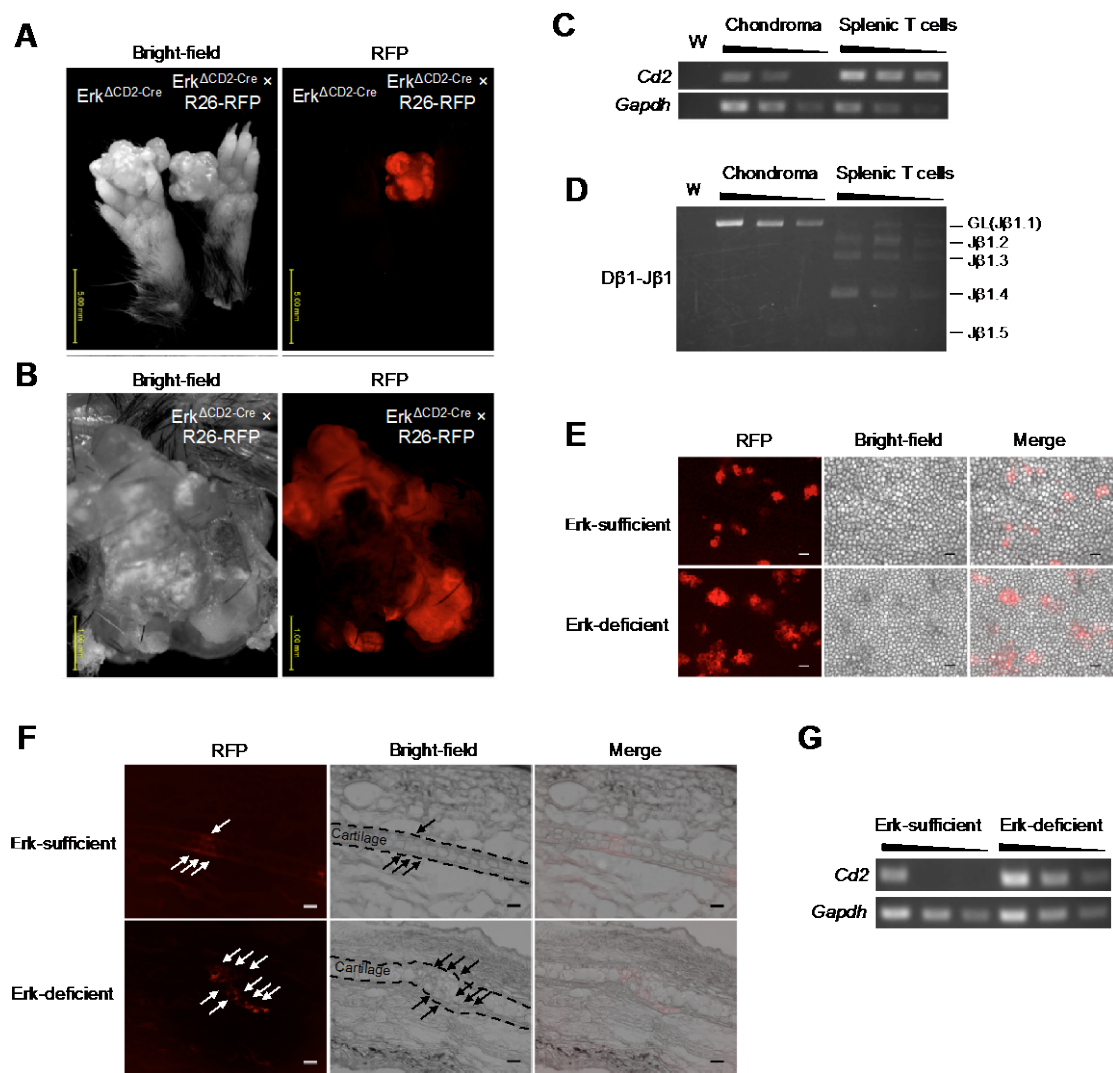 A
Bright-field
RFP
Erk^ΔCD2-Cre
Erk^ΔCD2-Cre ×
R26-RFP
Erk^ΔCD2-Cre
Erk^ΔCD2-Cre ×
R26-RFP
5.00 mm
5.00 mm
B
Bright-field
RFP
Erk^ΔCD2-Cre ×
R26-RFP
Erk^ΔCD2-Cre ×
R26-RFP
1.00 mm
1.00 mm
C
W
Chondroma
Splenic T cells
Cd2
Gapdh
D
W
Chondroma
Splenic T cells
Dβ1-Jβ1
GL(Jβ1.1)
Jβ1.2
Jβ1.3
Jβ1.4
Jβ1.5
E
RFP
Bright-field
Merge
Erk-sufficient
Erk-deficient
F
RFP
Bright-field
Merge
Erk-sufficient
Cartilage
Erk-deficient
Cartilage
G
Erk-sufficient
Erk-deficient
Cd2
Gapdh